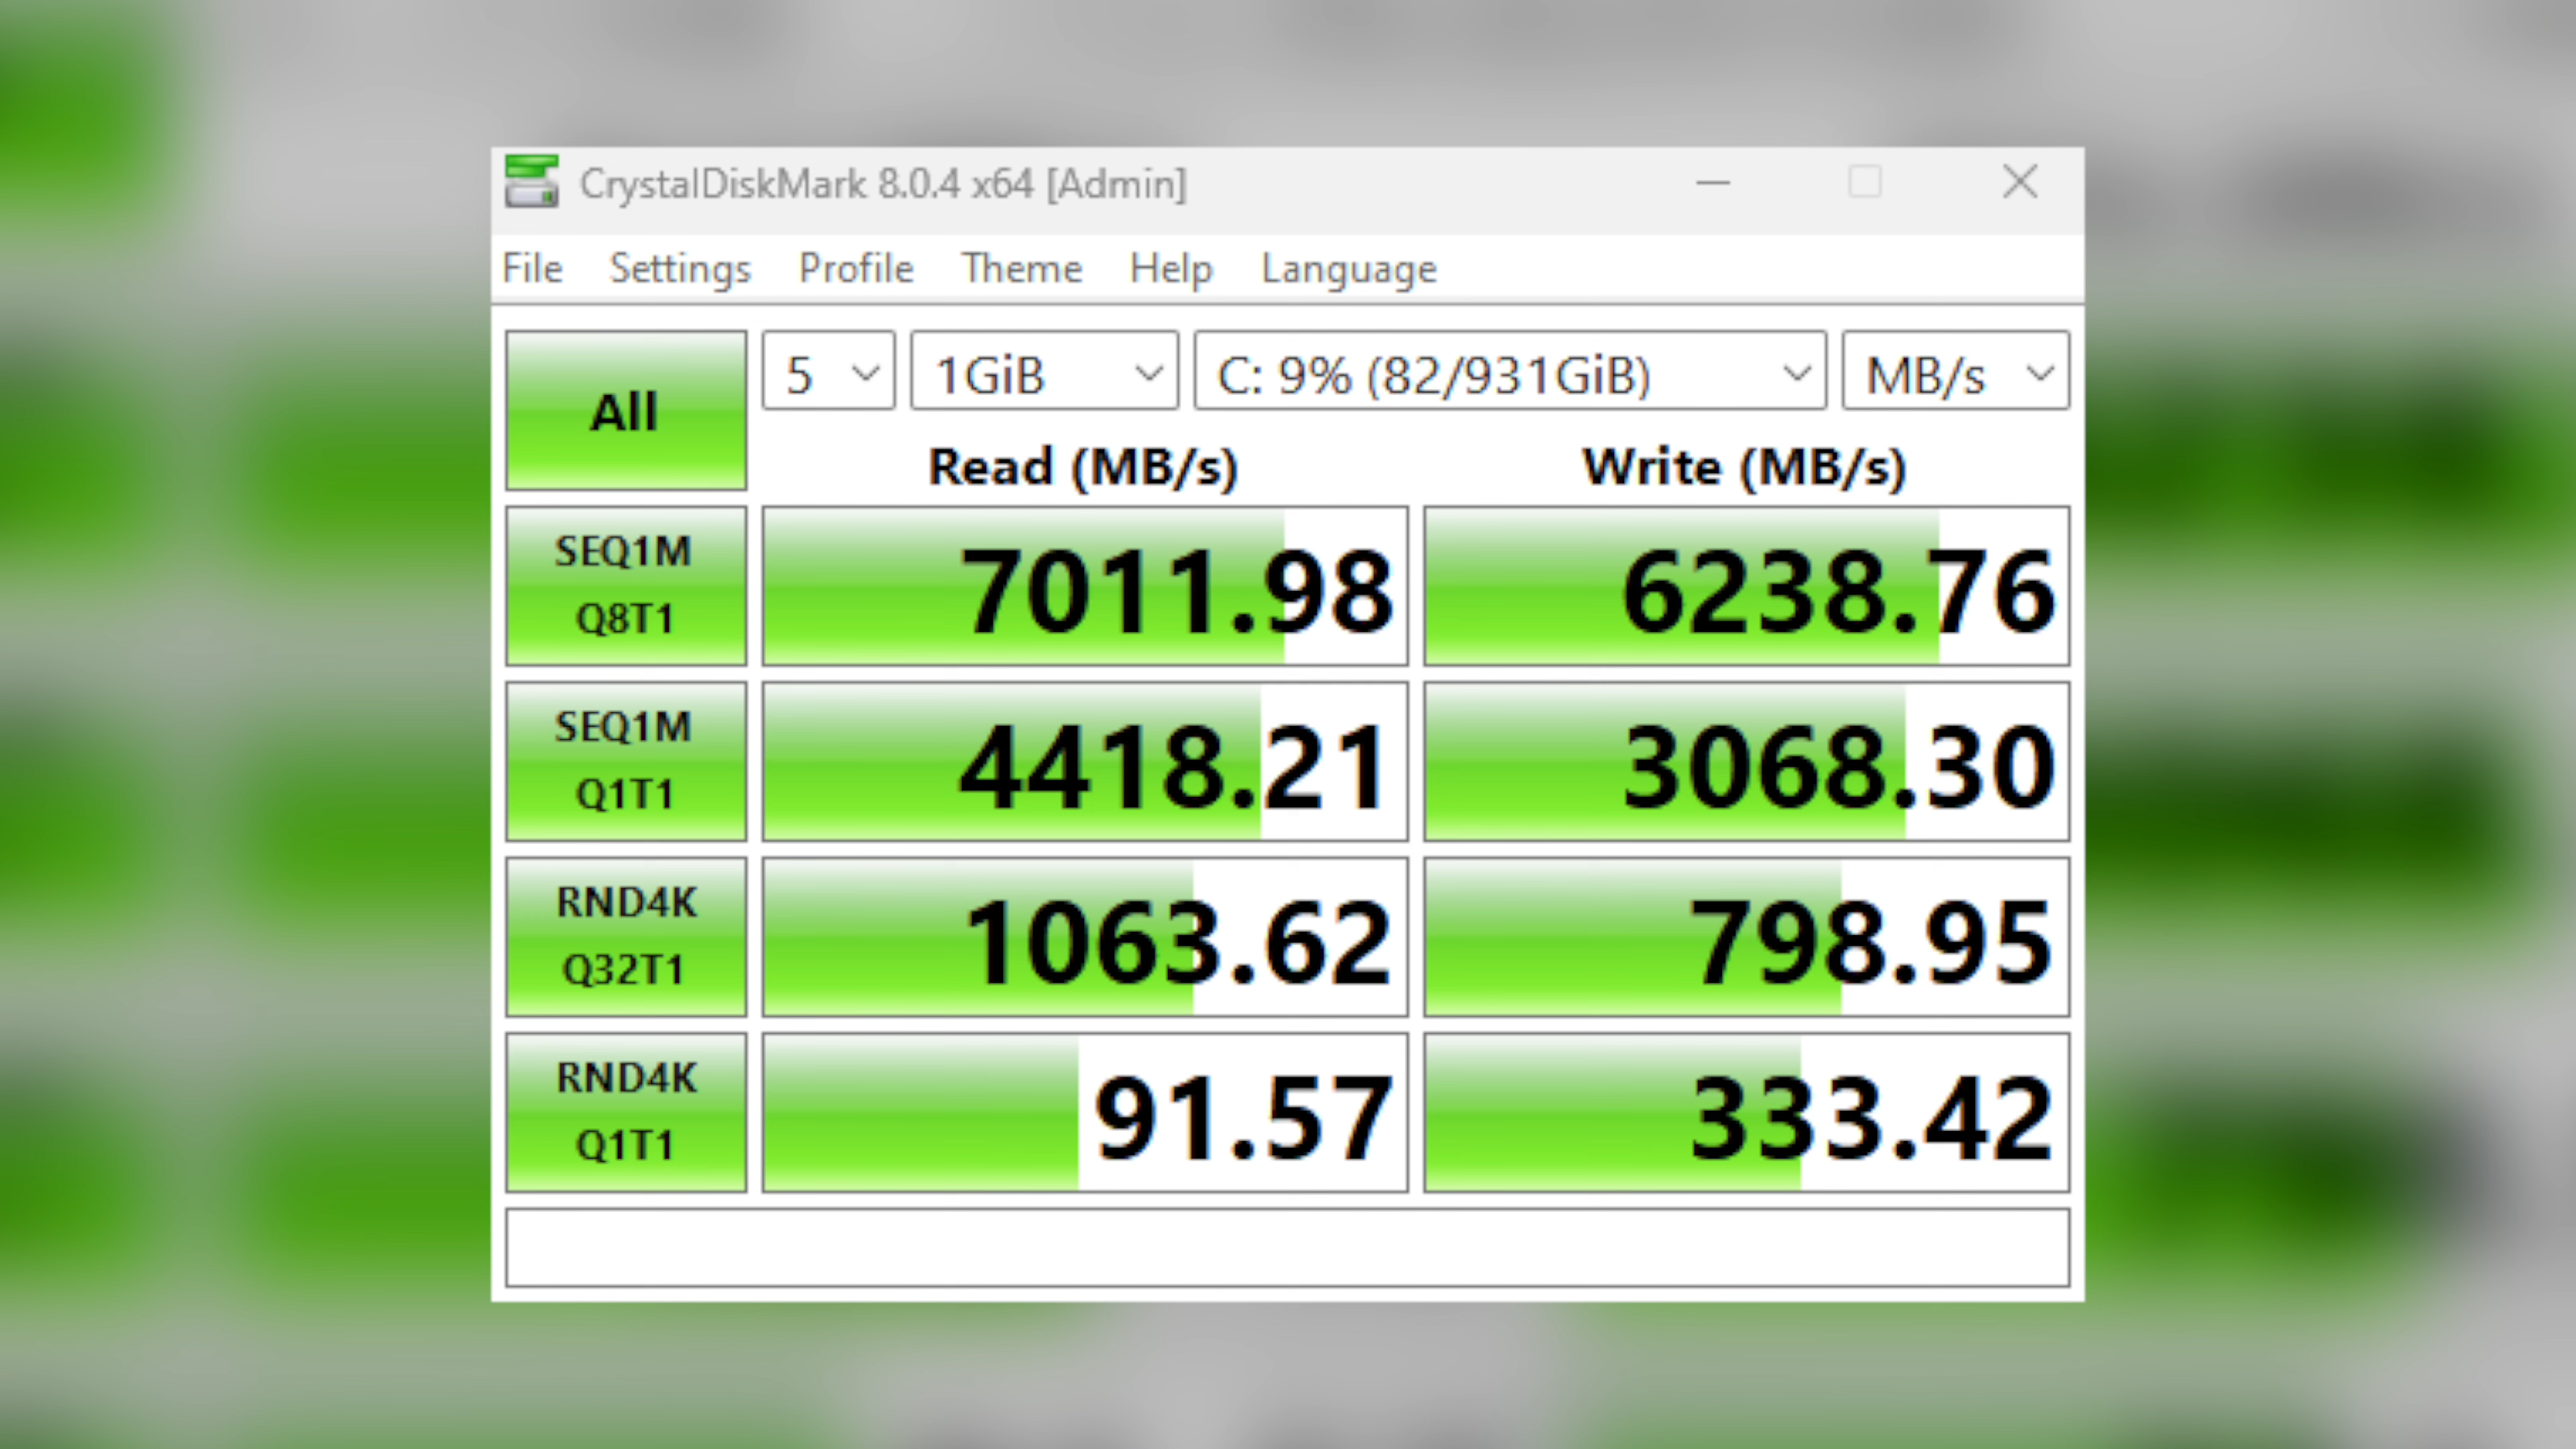 CrystalDiskMark 8.0.4 x64 [Admin]
File Settings Profile Theme Help Language
All
5 1GiB C: 9% (82/931GiB) MB/s
Read (MB/s) Write (MB/s)
SEQ1M
Q8T1
7011.98 6238.76
SEQ1M
Q1T1
4418.21 3068.30
RND4K
Q32T1
1063.62 798.95
RND4K
Q1T1
91.57 333.42